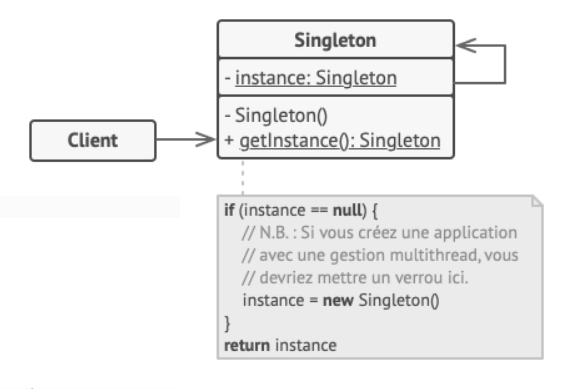 Singleton
- instance: Singleton
- Singleton()
+ getInstance(): Singleton
Client
if (instance == null) {
// N.B. : Si vous créez une application
// avec une gestion multithread, vous
// devriez mettre un verrou ici.
instance = new Singleton()
}
return instance